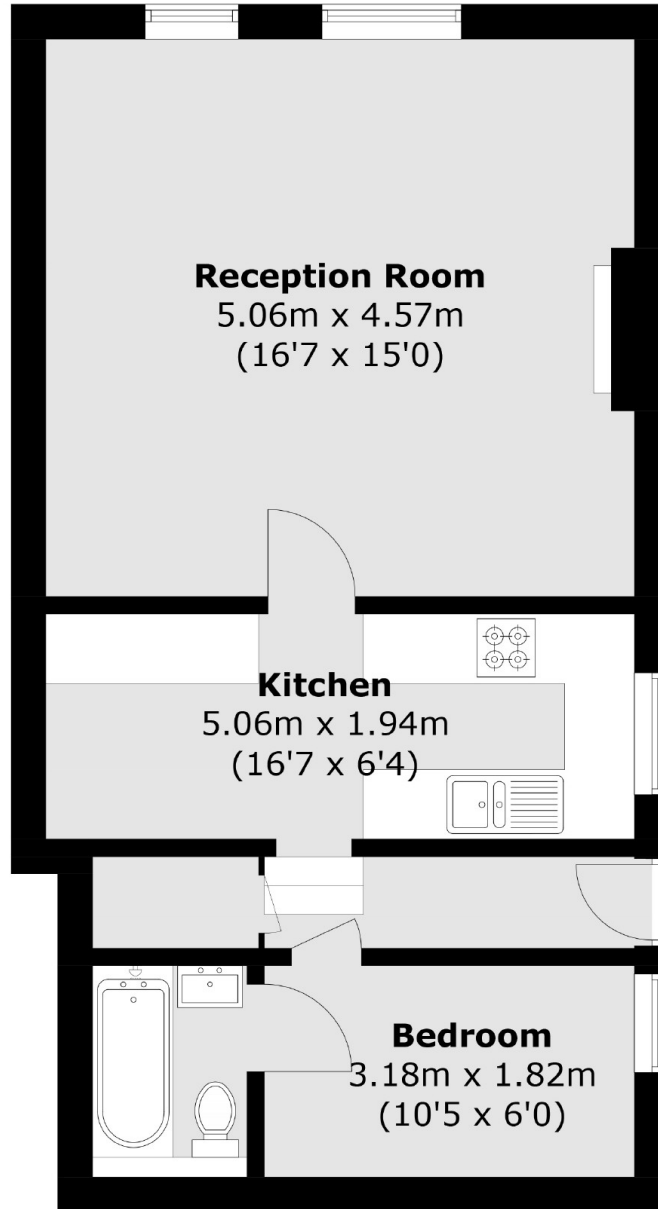 Reception Room
5.06m x 4.57m
(16'7 x 15'0)
Kitchen
5.06m x 1.94m
(16'7 x 6'4)
Bedroom
3.18m x 1.82m
(10'5 x 6'0)